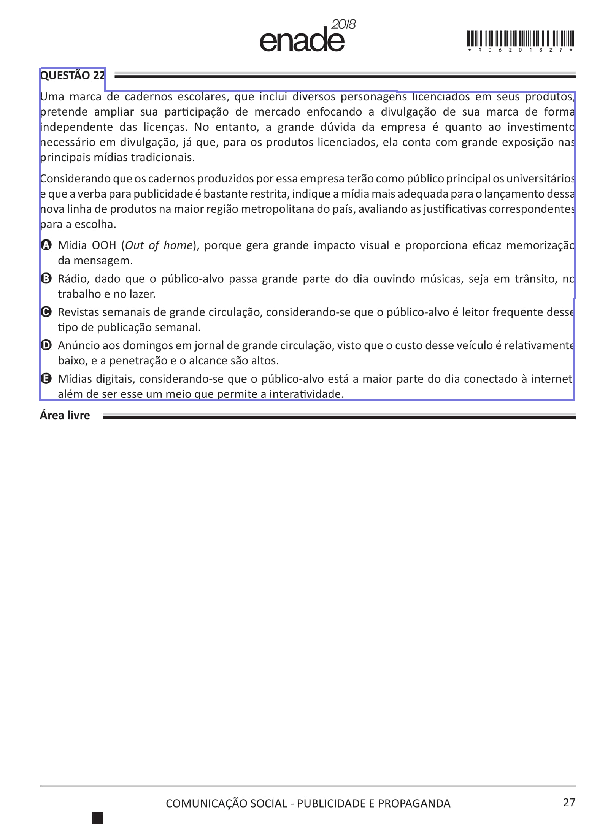 enade2018
*R0620182 7*
QUESTÃO 22
Uma marca de cadernos escolares, que inclui diversos personagens licenciados em seus produtos,
pretende ampliar sua participação de mercado enfocando a divulgação de sua marca de forma
independente das licenças. No entanto, a grande dúvida da empresa é quanto ao investimento
necessário em divulgação, já que, para os produtos licenciados, ela conta com grande exposição nas
principais mídias tradicionais.
Considerando que os cadernos produzidos por essa empresa terão como público principal os universitários
e que a verba para publicidade é bastante restrita, indique a mídia mais adequada para o lançamento dessa
nova linha de produtos na maior região metropolitana do país, avaliando as justificativas correspondentes
para a escolha.
A Mídia OOH (Out of home), porque gera grande impacto visual e proporciona eficaz memorização
da mensagem.
B Rádio, dado que o público-alvo passa grande parte do dia ouvindo músicas, seja em trânsito, no
trabalho e no lazer.
C Revistas semanais de grande circulação, considerando-se que o público-alvo é leitor frequente desse
tipo de publicação semanal.
D Anúncio aos domingos em jornal de grande circulação, visto que o custo desse veículo é relativamente
baixo, e a penetração e o alcance são altos.
E Mídias digitais, considerando-se que o público-alvo está a maior parte do dia conectado à internet
além de ser esse um meio que permite a interatividade.
Área livre
COMUNICAÇÃO SOCIAL - PUBLICIDADE E PROPAGANDA
27